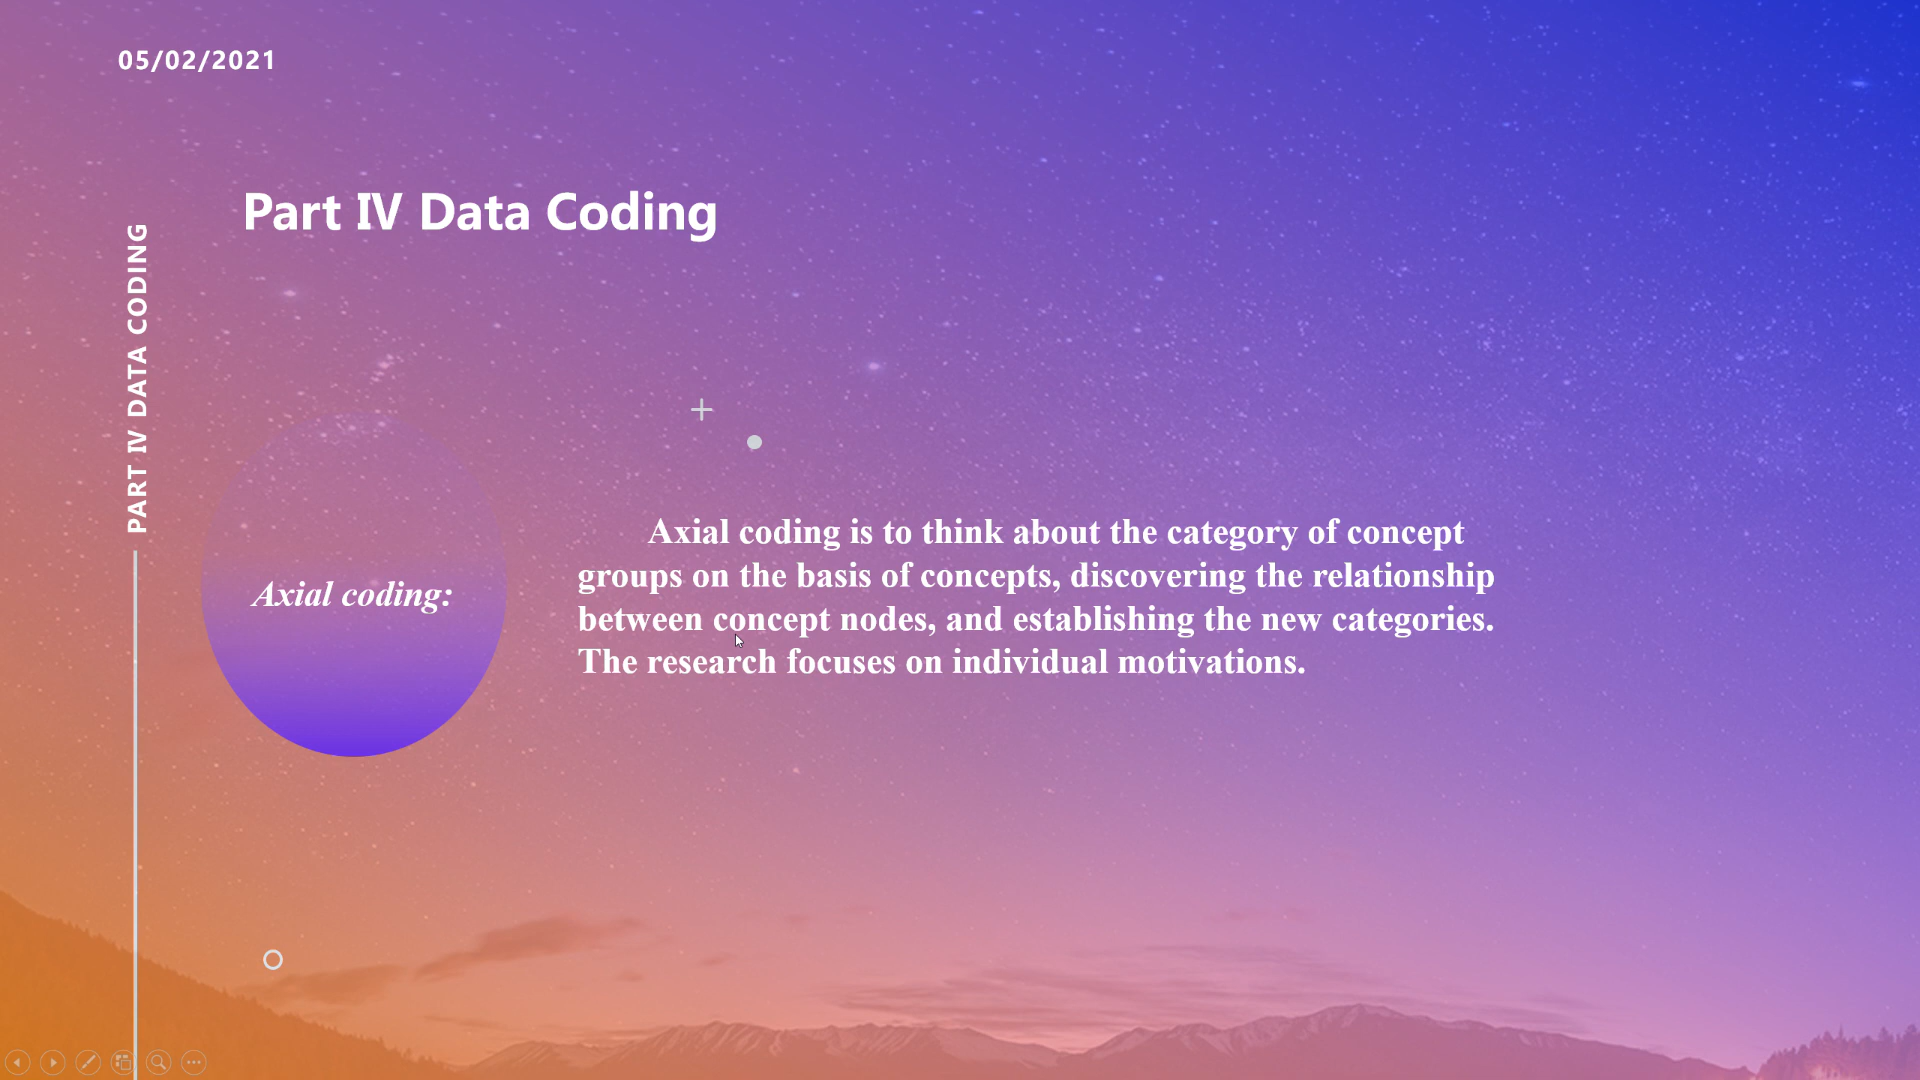 05/02/2021
Part IV Data Coding
PART IV DATA CODING
Axial coding:
Axial coding is to think about the category of concept
groups on the basis of concepts, discovering the relationship
between concept nodes, and establishing the new categories.
The research focuses on individual motivations.